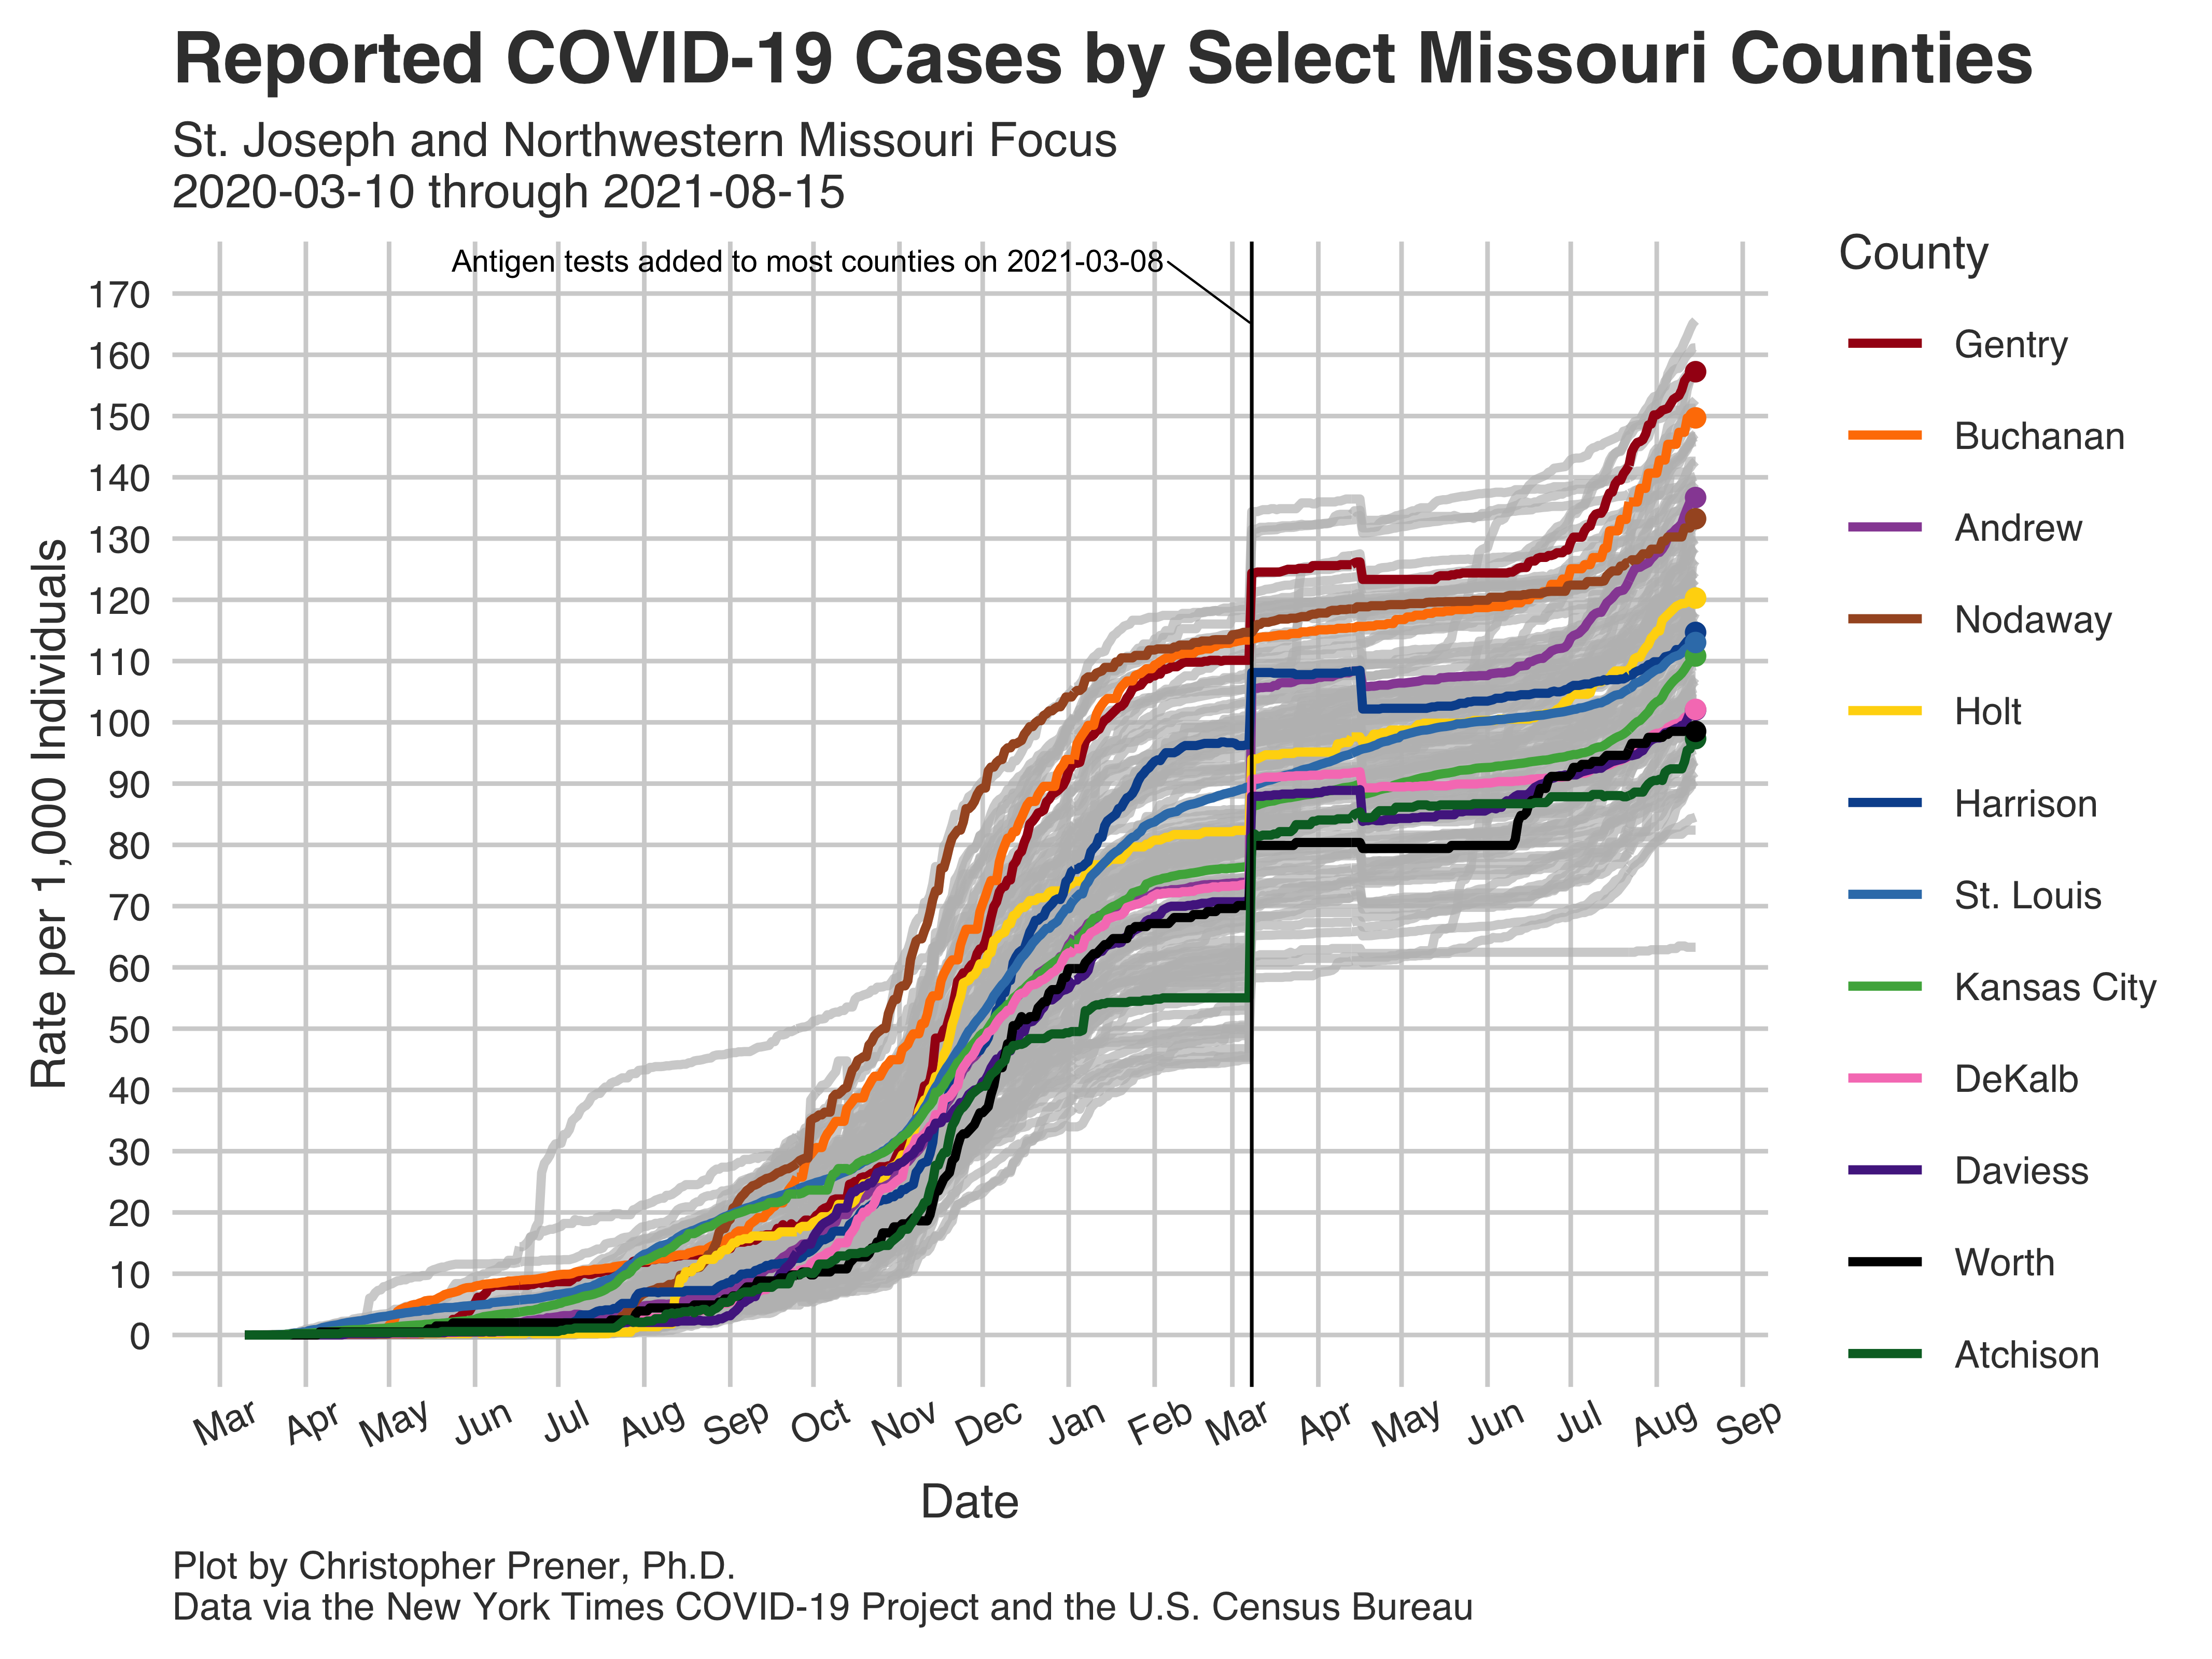 Reported COVID-19 Cases by Select Missouri Counties
St. Joseph and Northwestern Missouri Focus
2020-03-10 through 2021-08-15
Antigen tests added to most counties on 2021-03-08
170
160
150
140
130
120
110
100
90
80
70
60
50
40
30
20
10
0
Rate per 1,000 Individuals
Mar Apr May Jun Jul Aug Sep Oct Nov Dec Jan Feb Mar Apr May Jun Jul Aug Sep
Date
County
Gentry
Buchanan
Andrew
Nodaway
Holt
Harrison
St. Louis
Kansas City
DeKalb
Daviess
Worth
Atchison
Plot by Christopher Prener, Ph.D.
Data via the New York Times COVID-19 Project and the U.S. Census Bureau